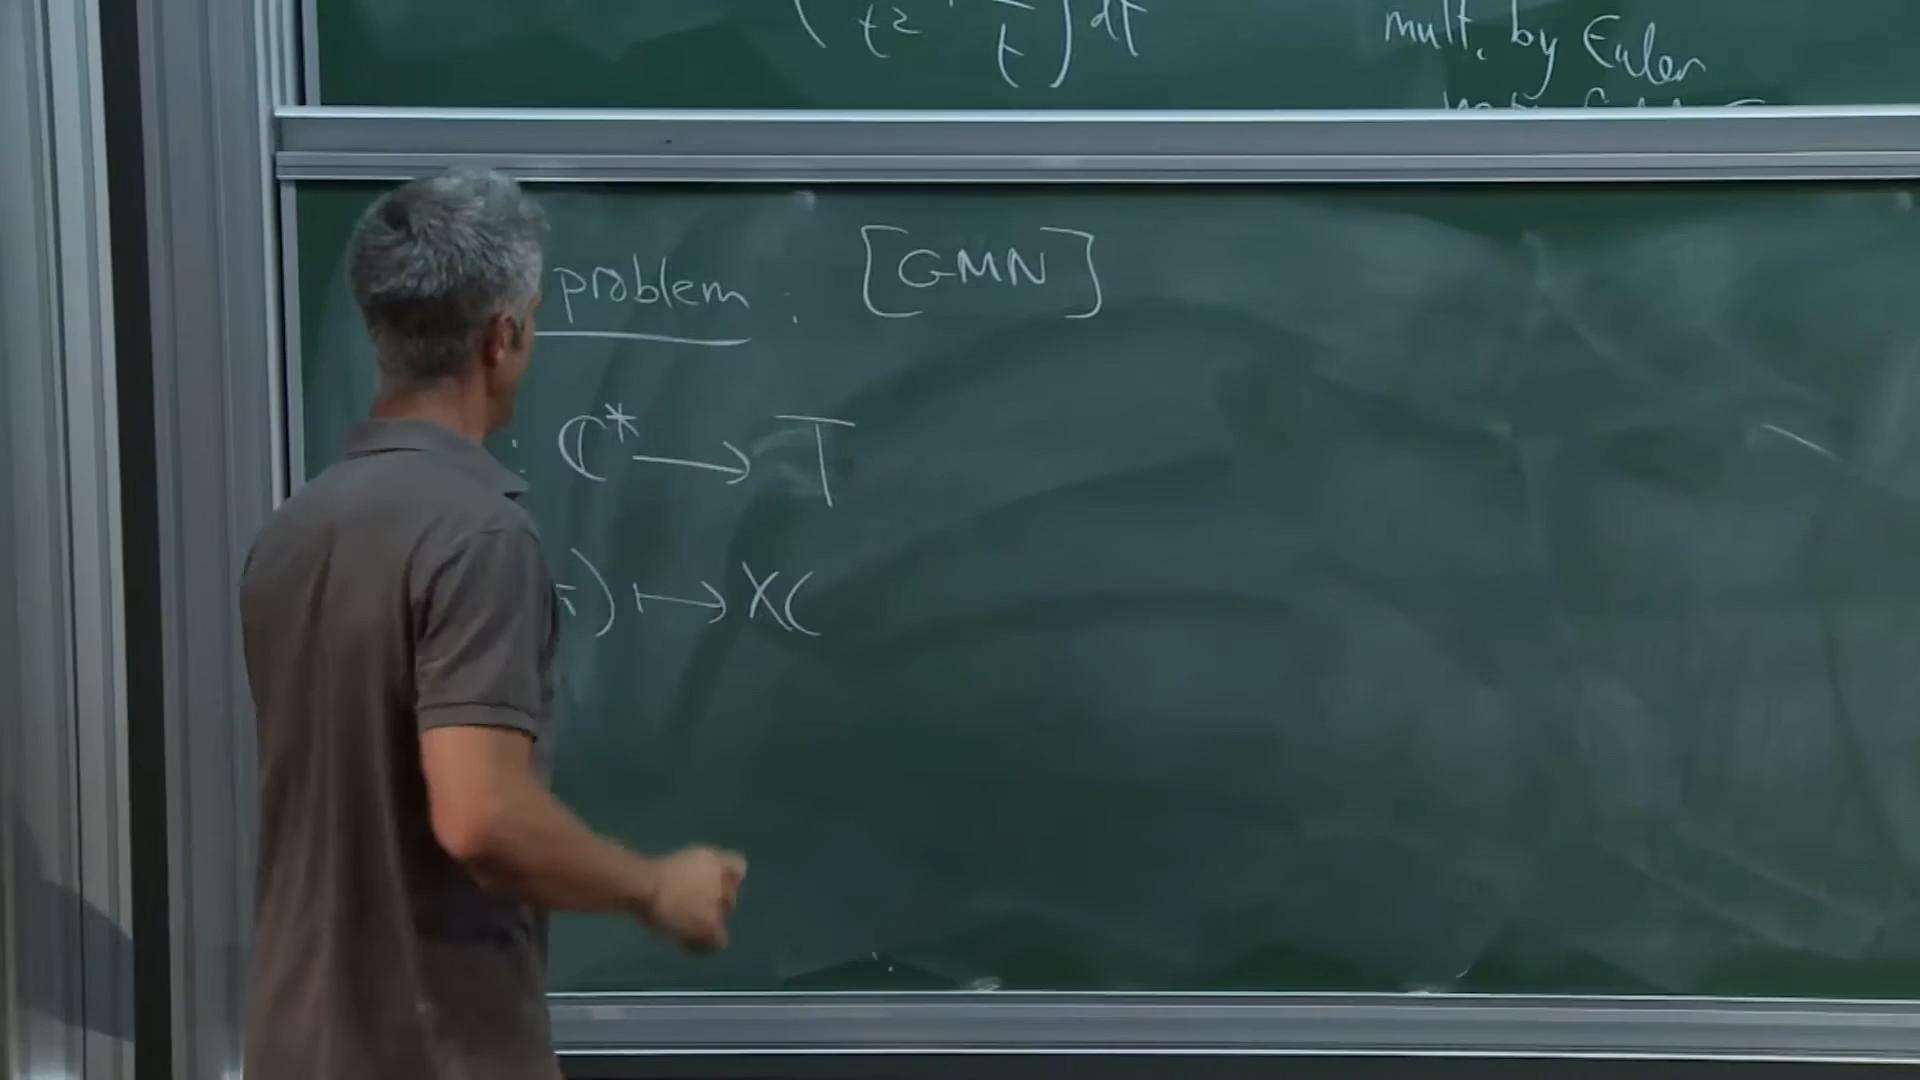 ( t² + t ) dt
mult. by Euler
problem : [GMN]
: ℂ* → T
) ↦ X(